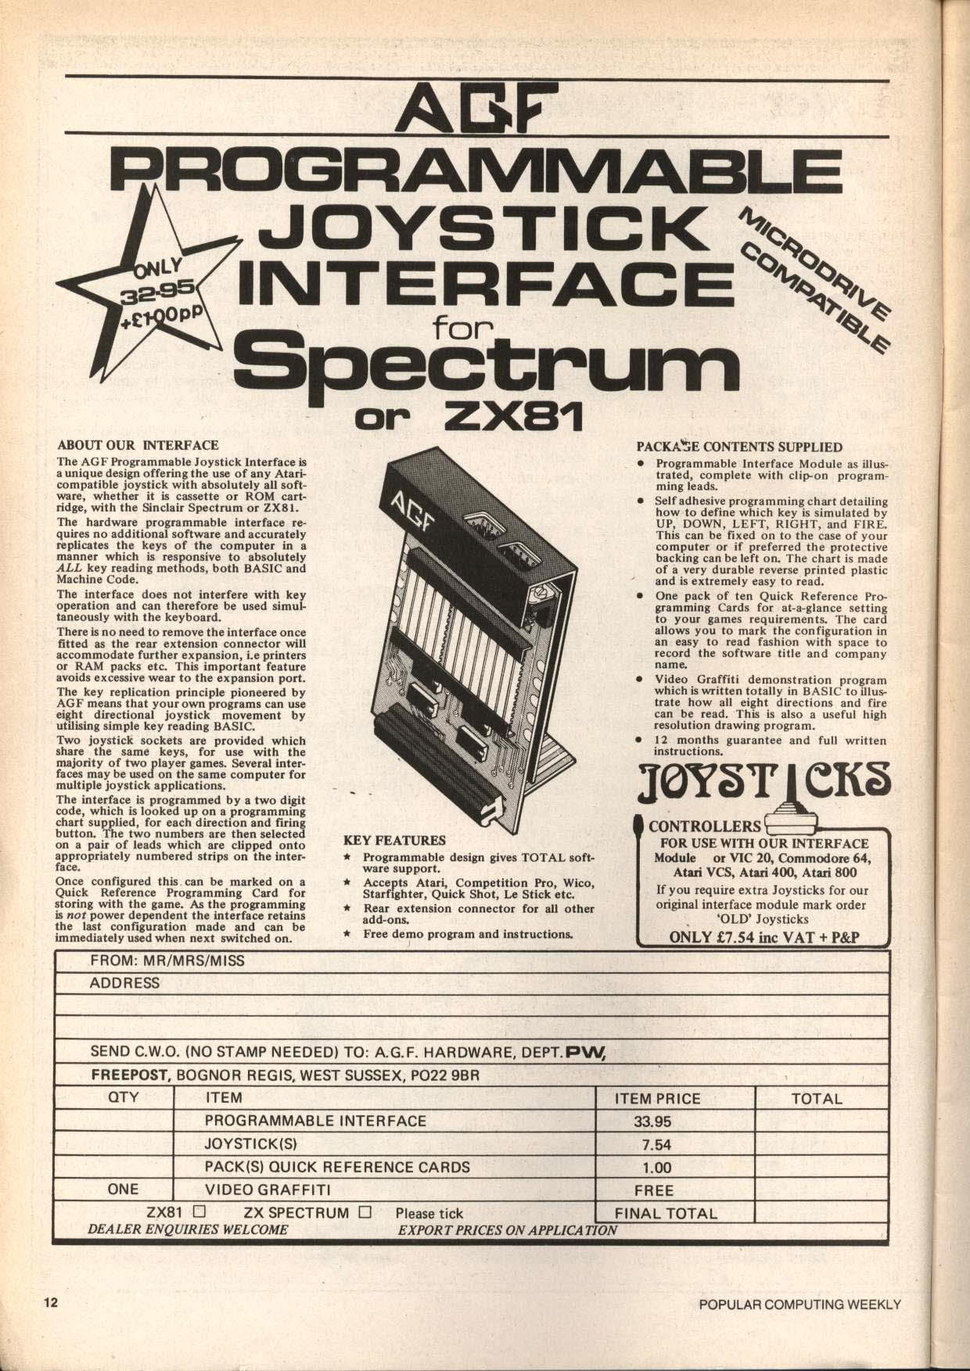 AGF
PROGRAMMABLE
JOYSTICK
INTERFACE
for
Spectrum
or ZX81
ONLY
32·95
+£1·00pp
MICRODRIVE
COMPATIBLE
ABOUT OUR INTERFACE
The AGF Programmable Joystick Interface is
a unique design offering the use of any Atari-
compatible joystick with absolutely all soft-
ware, whether it is cassette or ROM cart-
ridge, with the Sinclair Spectrum or ZX81.
The hardware programmable interface re-
quires no additional software and accurately
replicates the keys of the computer in a
manner which is responsive to absolutely
ALL key reading methods, both BASIC and
Machine Code.
The interface does not interfere with key
operation and can therefore be used simul-
taneously with the keyboard.
There is no need to remove the interface once
fitted as the rear extension connector will
accommodate further expansion, i.e printers
or RAM packs etc. This important feature
avoids excessive wear to the expansion port.
The key replication principle pioneered by
AGF means that your own programs can use
eight directional joystick movement by
utilising simple key reading BASIC.
Two joystick sockets are provided which
share the same keys, for use with the
majority of two player games. Several inter-
faces may be used on the same computer for
multiple joystick applications.
The interface is programmed by a two digit
code, which is looked up on a programming
chart supplied, for each direction and firing
button. The two numbers are then selected
on a pair of leads which are clipped onto
appropriately numbered strips on the inter-
face.
Once configured this can be marked on a
Quick Reference Programming Card for
storing with the game. As the programming
is not power dependent the interface retains
the last configuration made and can be
immediately used when next switched on.
AGF
KEY FEATURES
★ Programmable design gives TOTAL soft-
ware support.
★ Accepts Atari, Competition Pro, Wico,
Starfighter, Quick Shot, Le Stick etc.
★ Rear extension connector for all other
add-ons.
★ Free demo program and instructions.
PACKAGE CONTENTS SUPPLIED
● Programmable Interface Module as illus-
trated, complete with clip-on program-
ming leads.
● Self adhesive programming chart detailing
how to define which key is simulated by
UP, DOWN, LEFT, RIGHT, and FIRE.
This can be fixed on to the case of your
computer or if preferred the protective
backing can be left on. The chart is made
of a very durable reverse printed plastic
and is extremely easy to read.
● One pack of ten Quick Reference Pro-
gramming Cards for at-a-glance setting
to your games requirements. The card
allows you to mark the configuration in
an easy to read fashion with space to
record the software title and company
name.
● Video Graffiti demonstration program
which is written totally in BASIC to illus-
trate how all eight directions and fire
can be read. This is also a useful high
resolution drawing program.
● 12 months guarantee and full written
instructions.
JOYSTICKS
CONTROLLERS
FOR USE WITH OUR INTERFACE
Module or VIC 20, Commodore 64,
Atari VCS, Atari 400, Atari 800
If you require extra Joysticks for our
original interface module mark order
'OLD' Joysticks
ONLY £7.54 inc VAT + P&P
FROM: MR/MRS/MISS
ADDRESS
SEND C.W.O. (NO STAMP NEEDED) TO: A.G.F. HARDWARE, DEPT. PW,
FREEPOST, BOGNOR REGIS, WEST SUSSEX, PO22 9BR
QTY ITEM ITEM PRICE TOTAL
PROGRAMMABLE INTERFACE 33.95
JOYSTICK(S) 7.54
PACK(S) QUICK REFERENCE CARDS 1.00
ONE VIDEO GRAFFITI FREE
ZX81 □ ZX SPECTRUM □ Please tick FINAL TOTAL
DEALER ENQUIRIES WELCOME EXPORT PRICES ON APPLICATION
12
POPULAR COMPUTING WEEKLY